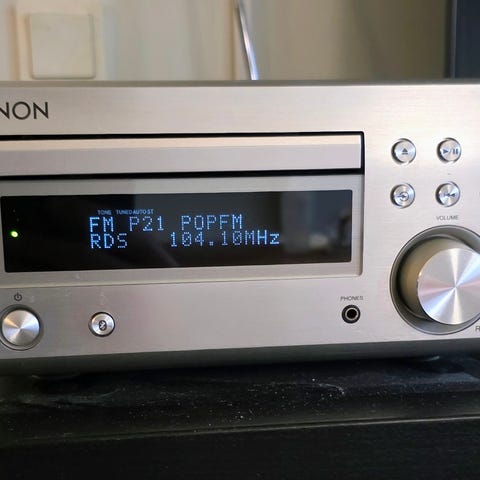 NON
TONE TUNED AUTO ST
FM P21 POPFM
RDS 104.10MHz
VOLUME
PHONES